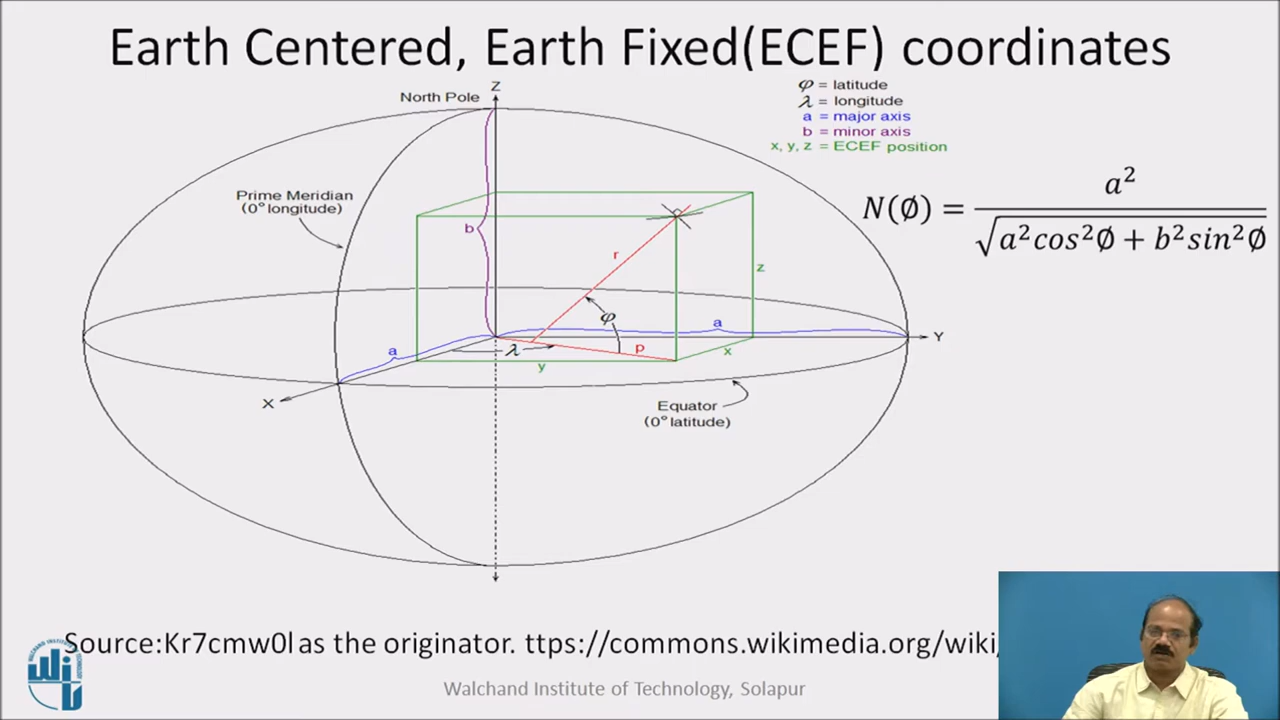 Earth Centered, Earth Fixed(ECEF) coordinates
Z
North Pole
φ = latitude
λ = longitude
a = major axis
b = minor axis
x, y, z = ECEF position
Prime Meridian
(0° longitude)
N(∅) = a² / √a²cos²∅ + b²sin²∅
b
r
z
φ
a
a
Y
λ
p
x
y
X
Equator
(0° latitude)
Source:Kr7cmw0l as the originator. ttps://commons.wikimedia.org/wiki/
Walchand Institute of Technology, Solapur